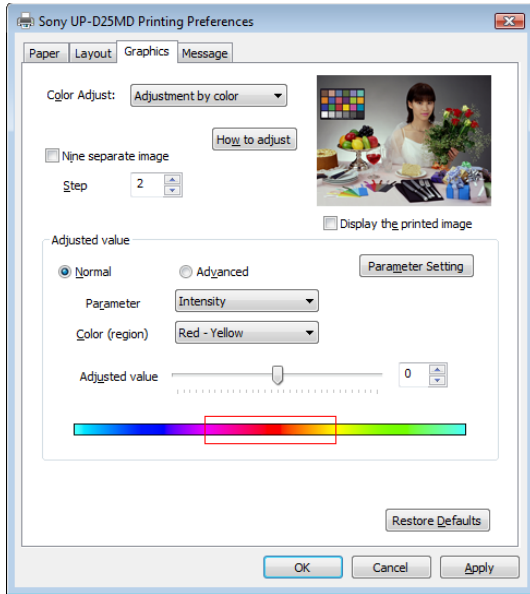 Sony UP-D25MD Printing Preferences
Paper Layout Graphics Message
Color Adjust: Adjustment by color
How to adjust
Nine separate image
Step 2
Display the printed image
Adjusted value
Normal Advanced Parameter Setting
Parameter Intensity
Color (region) Red - Yellow
Adjusted value 0
Restore Defaults
OK Cancel Apply